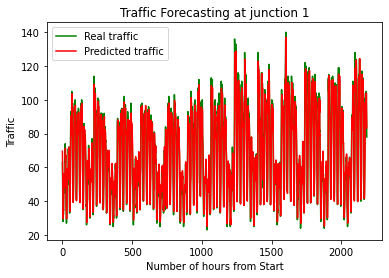 Traffic Forecasting at junction 1
Real traffic
Predicted traffic
Traffic
140
120
100
80
60
40
20
0 500 1000 1500 2000
Number of hours from Start